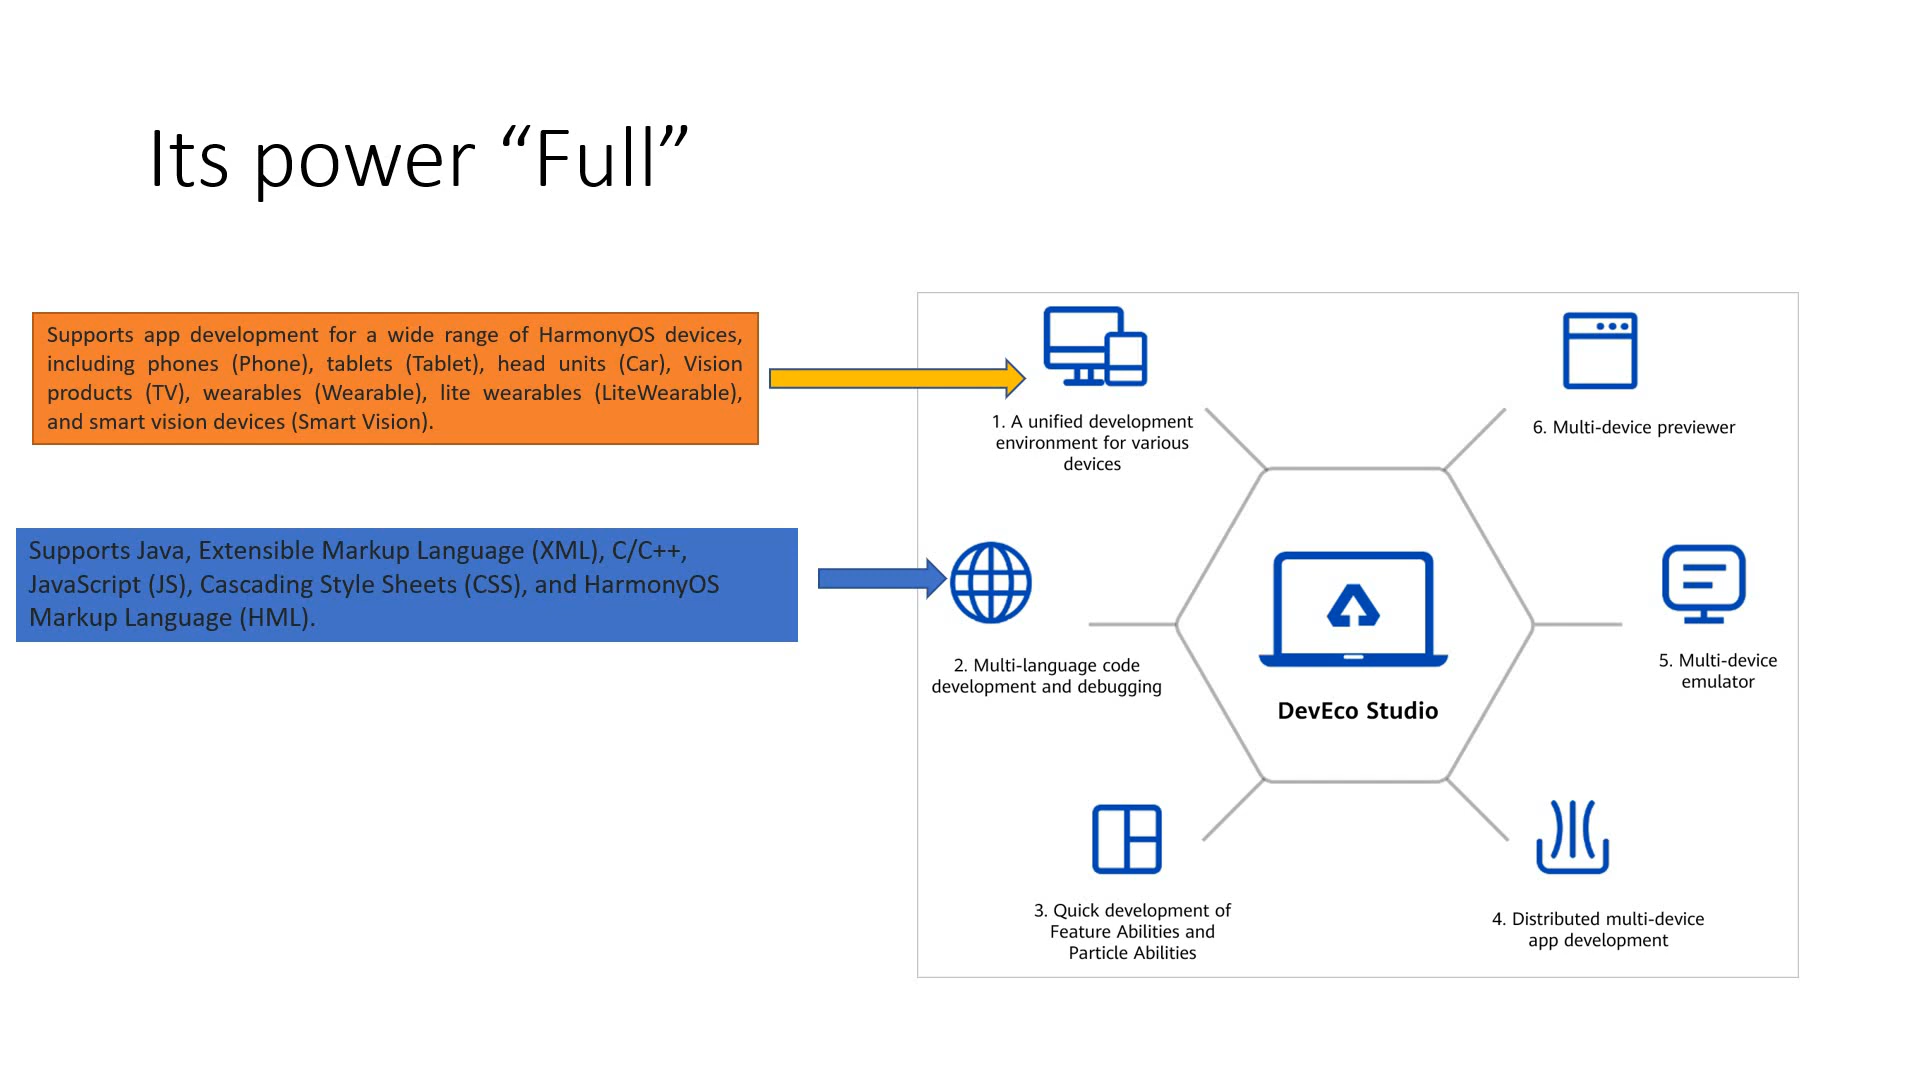 Its power “Full”
Supports app development for a wide range of HarmonyOS devices,
including phones (Phone), tablets (Tablet), head units (Car), Vision
products (TV), wearables (Wearable), lite wearables (LiteWearable),
and smart vision devices (Smart Vision).
Supports Java, Extensible Markup Language (XML), C/C++,
JavaScript (JS), Cascading Style Sheets (CSS), and HarmonyOS
Markup Language (HML).
1. A unified development
environment for various
devices
2. Multi-language code
development and debugging
3. Quick development of
Feature Abilities and
Particle Abilities
4. Distributed multi-device
app development
5. Multi-device
emulator
6. Multi-device previewer
DevEco Studio